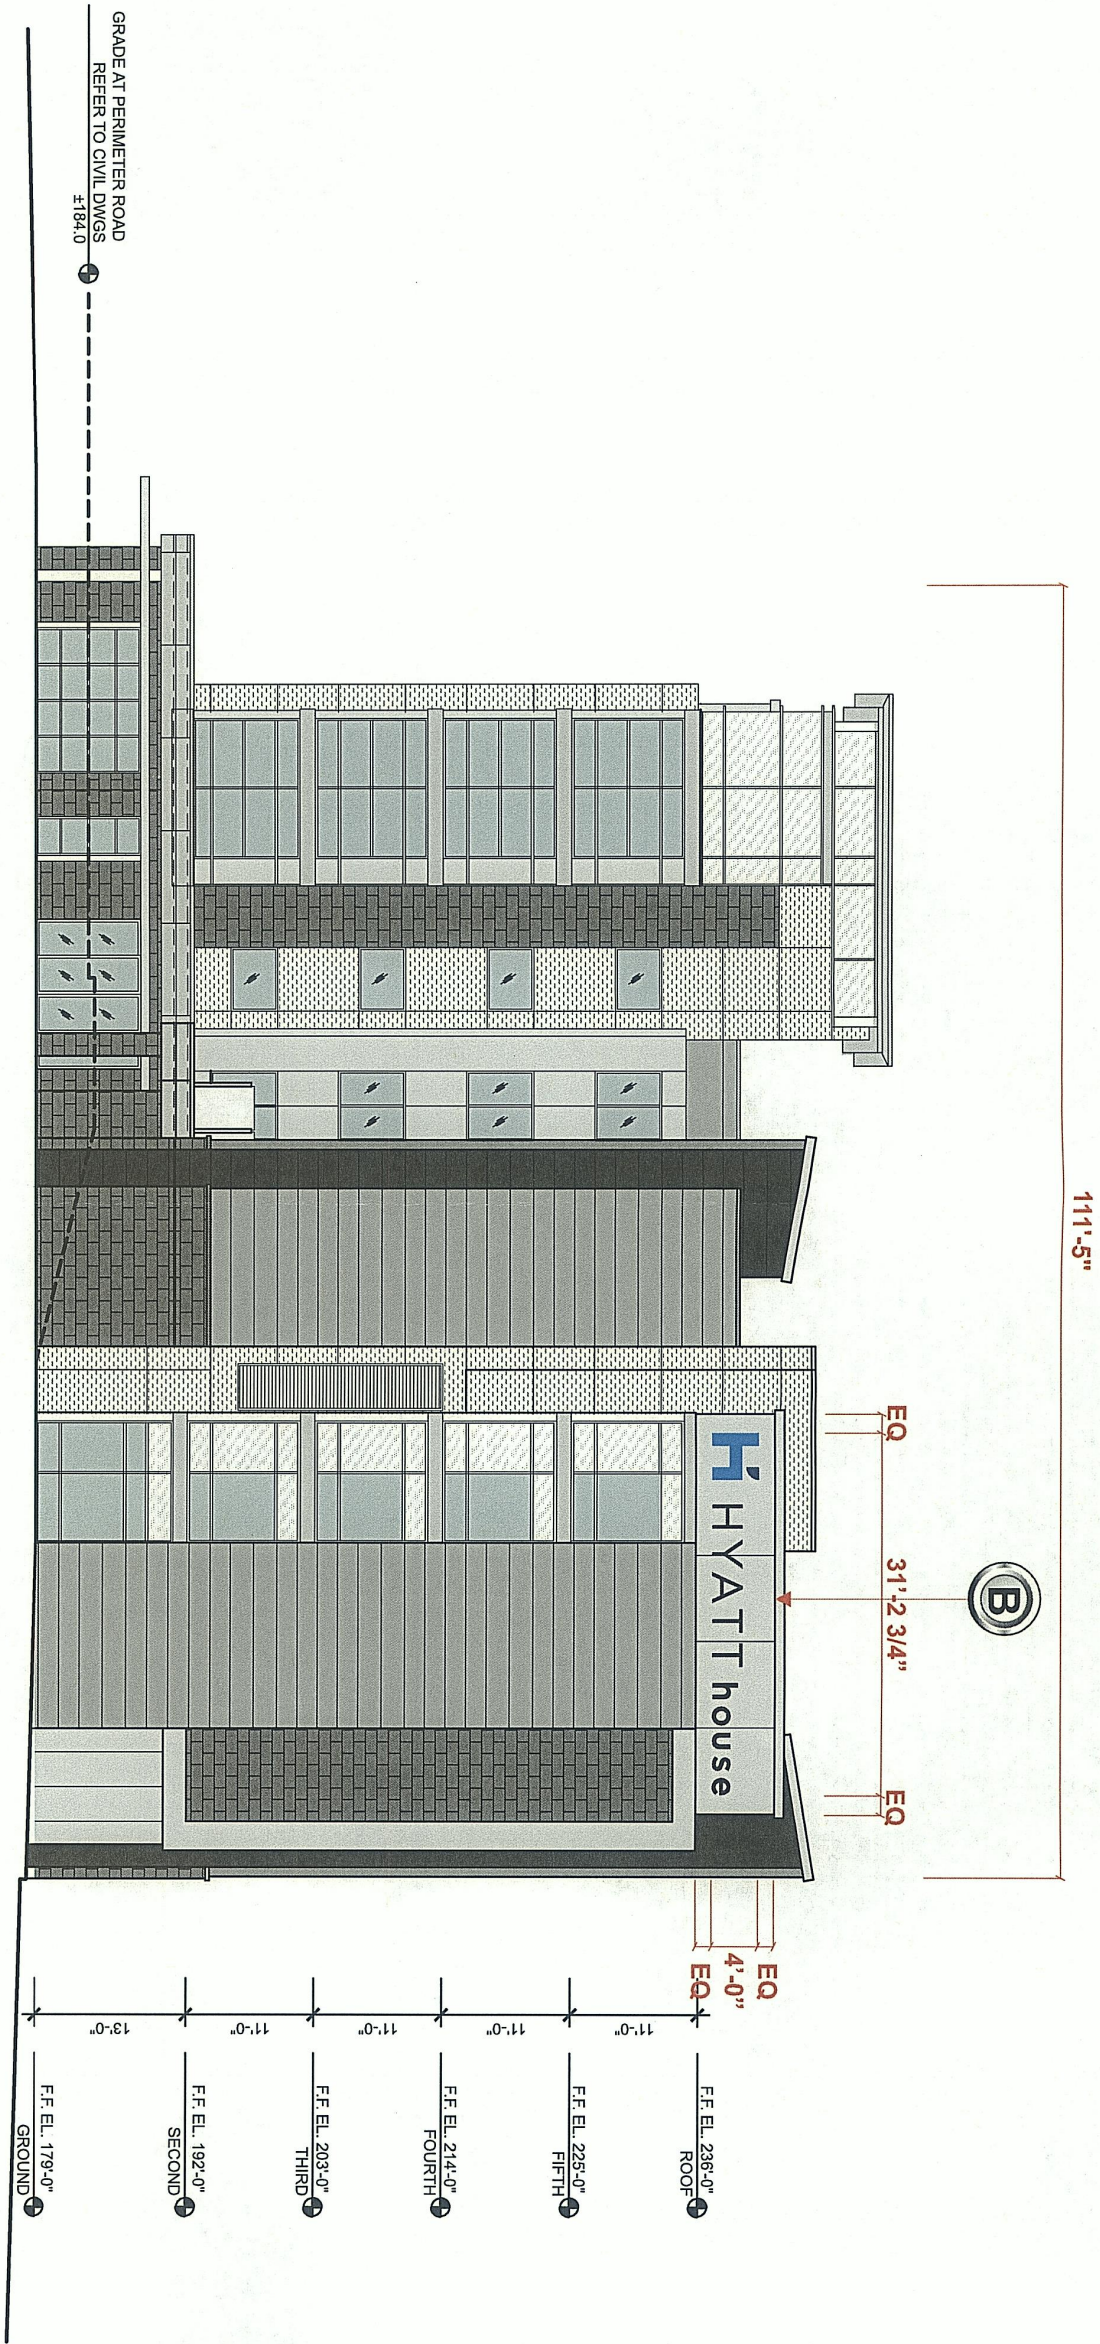 111'-5"
B
EQ
31'-2 3/4"
EQ
GRADE AT PERIMETER ROAD
REFER TO CIVIL DWGS
±184.0
HYATT house
EQ
4'-0"
EQ
11'-0"
11'-0"
11'-0"
11'-0"
13'-0"
F.F. EL. 236'-0"
ROOF
F.F. EL. 225'-0"
FIFTH
F.F. EL. 214'-0"
FOURTH
F.F. EL. 203'-0"
THIRD
F.F. EL. 192'-0"
SECOND
F.F. EL. 179'-0"
GROUND